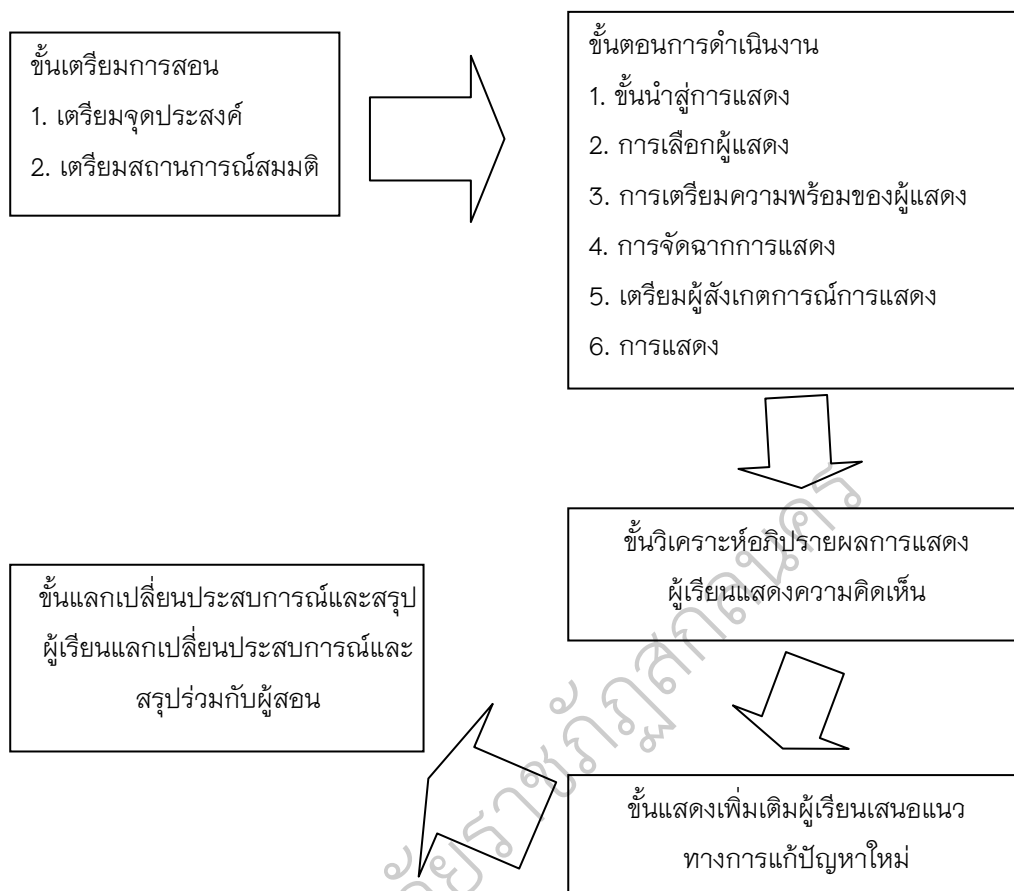 ขั้นเตรียมการสอน
1. เตรียมจุดประสงค์
2. เตรียมสถานการณ์สมมติ
ขั้นตอนการดำเนินงาน
1. ขั้นนำสู่การแสดง
2. การเลือกผู้แสดง
3. การเตรียมความพร้อมของผู้แสดง
4. การจัดฉากการแสดง
5. เตรียมผู้สังเกตการณ์การแสดง
6. การแสดง
ขั้นวิเคราะห์อภิปรายผลการแสดง
ผู้เรียนแสดงความคิดเห็น
ขั้นแสดงเพิ่มเติมผู้เรียนเสนอแนว
ทางการแก้ปัญหาใหม่
ขั้นแลกเปลี่ยนประสบการณ์และสรุป
ผู้เรียนแลกเปลี่ยนประสบการณ์และ
สรุปร่วมกับผู้สอน
ราชภัฏสกลนคร